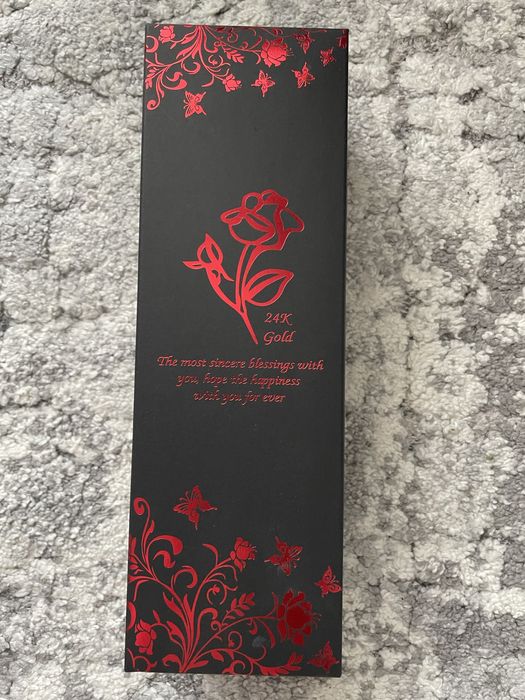 24K
Gold
The most sincere blessings with
you, hope the happiness
with you for ever